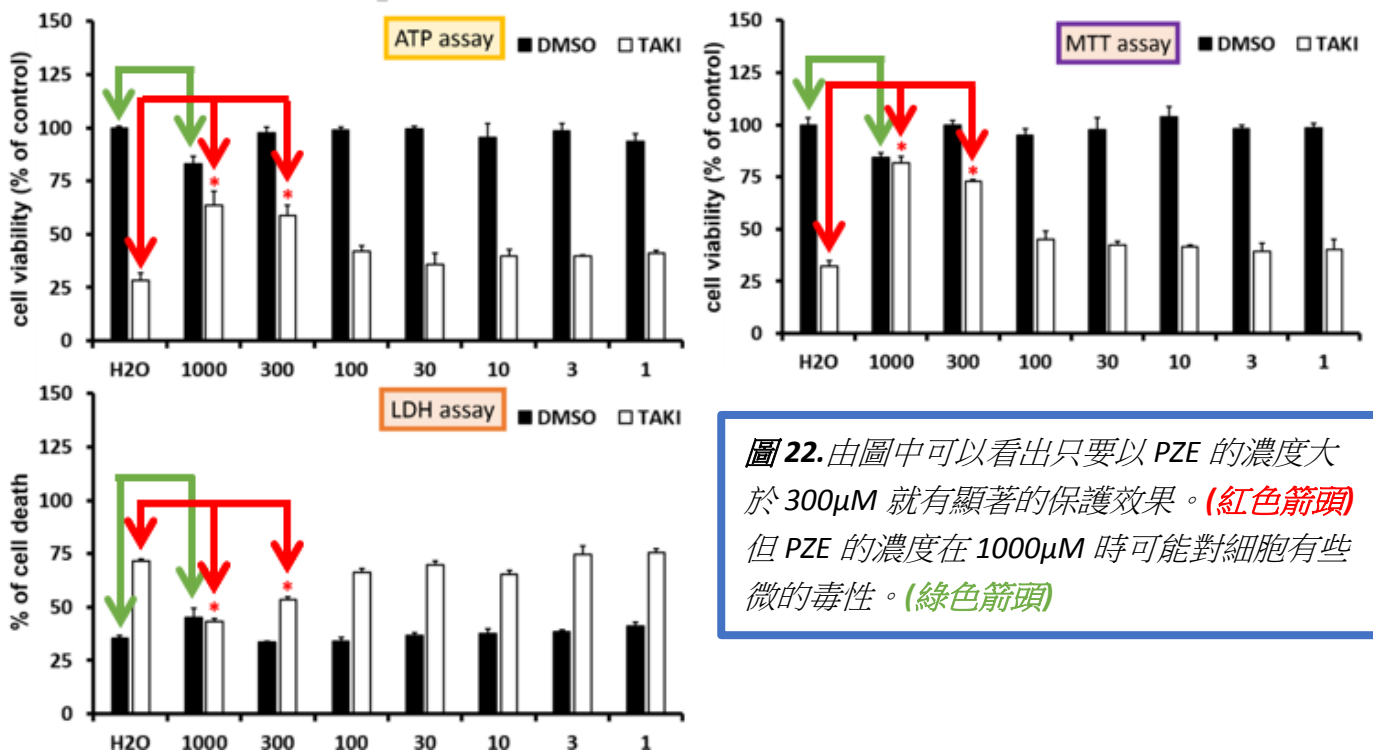 150
125
100
75
50
25
0
cell viability (% of control)
ATP assay
DMSO TAKI
* *
H2O 1000 300 100 30 10 3 1
150
125
100
75
50
25
0
cell viability (% of control)
MTT assay
DMSO TAKI
* *
H2O 1000 300 100 30 10 3 1
150
125
100
75
50
25
0
% of cell death
LDH assay
DMSO TAKI
* *
H2O 1000 300 100 30 10 3 1
圖 22.由圖中可以看出只要以 PZE 的濃度大
於 300μM 就有顯著的保護效果。(紅色箭頭)
但 PZE 的濃度在 1000μM 時可能對細胞有些
微的毒性。(綠色箭頭)